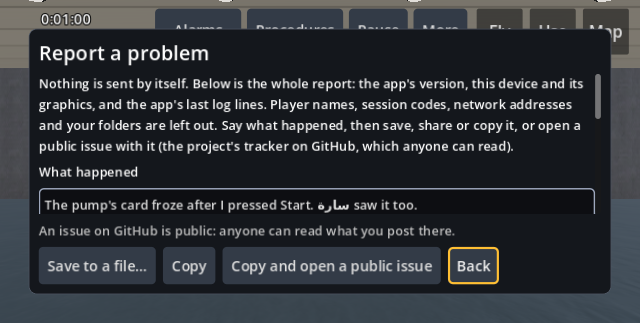 0:01:00
Alarms Procedures Pause More Fly Use Map
Report a problem
Nothing is sent by itself. Below is the whole report: the app's version, this device and its
graphics, and the app's last log lines. Player names, session codes, network addresses
and your folders are left out. Say what happened, then save, share or copy it, or open a
public issue with it (the project's tracker on GitHub, which anyone can read).
What happened
The pump's card froze after I pressed Start. سارة saw it too.
An issue on GitHub is public: anyone can read what you post there.
Save to a file... Copy Copy and open a public issue Back